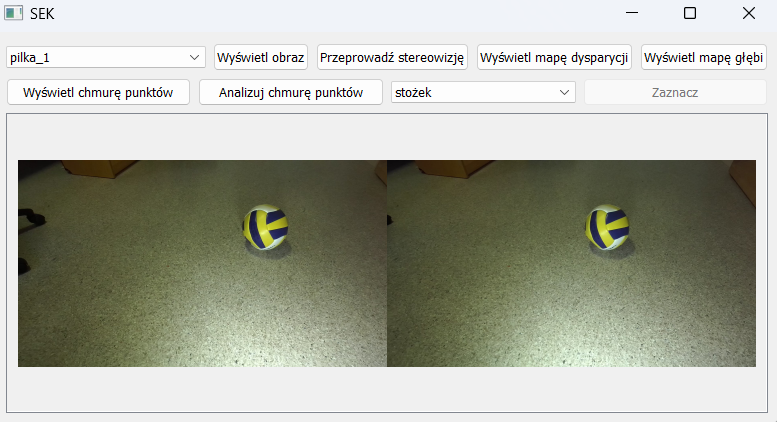 SEK
pilka_1 Wyświetl obraz Przeprowadź stereowizję Wyświetl mapę dysparycji Wyświetl mapę głębi
Wyświetl chmurę punktów Analizuj chmurę punktów stożek Zaznacz